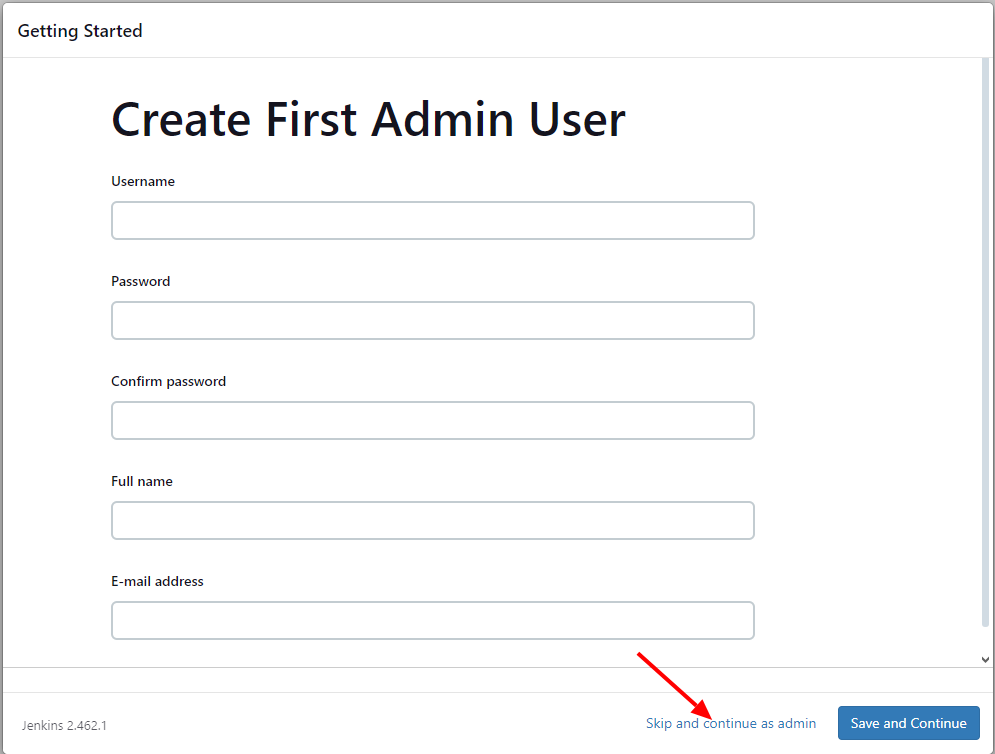 Getting Started
Create First Admin User
Username
Password
Confirm password
Full name
E-mail address
Jenkins 2.462.1
Skip and continue as admin
Save and Continue